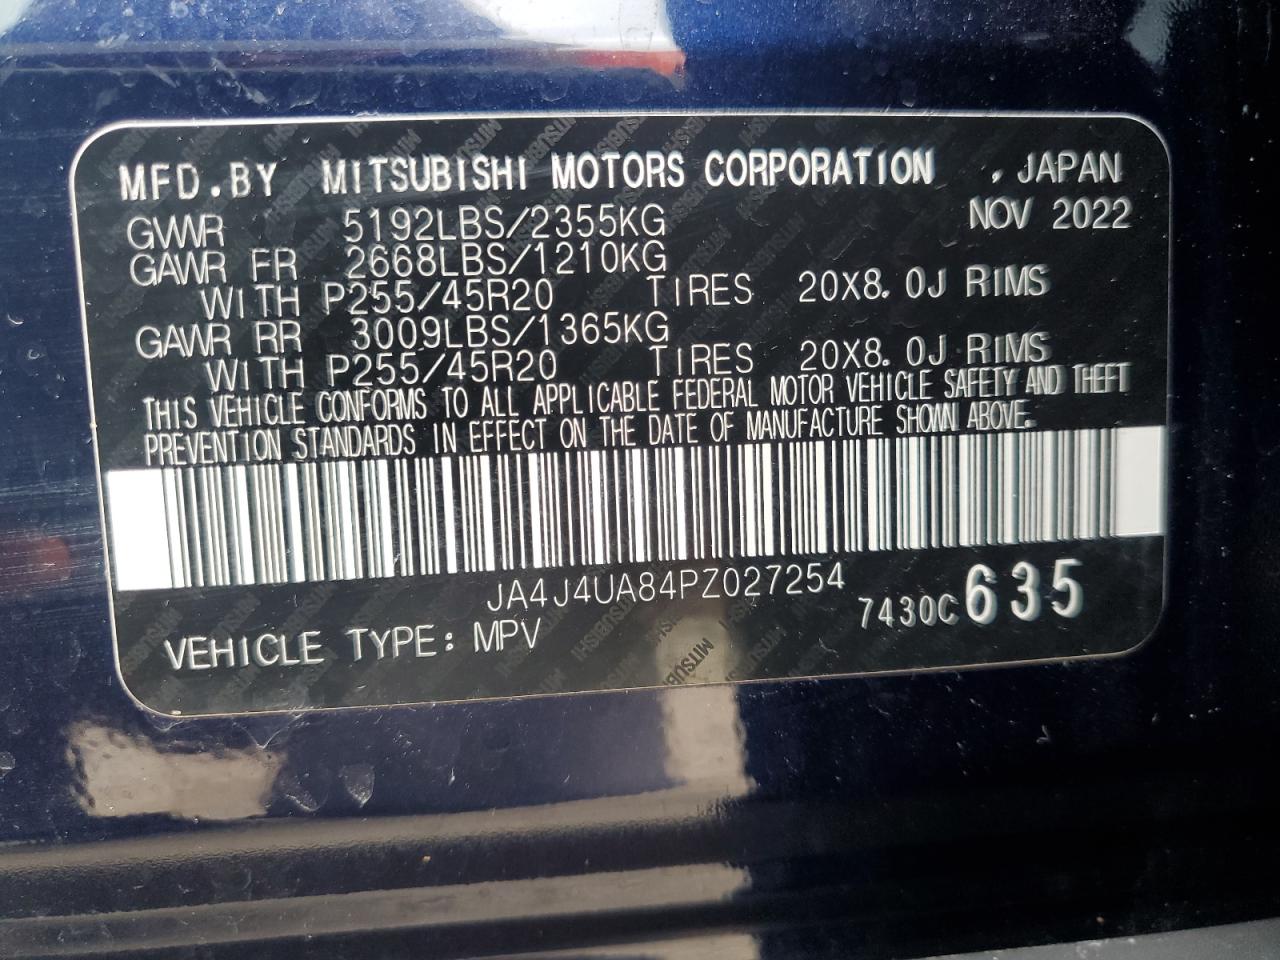 MFD.BY MITSUBISHI MOTORS CORPORATION , JAPAN
GVWR 5192LBS/2355KG NOV 2022
GAWR FR 2668LBS/1210KG
WITH P255/45R20 TIRES 20X8.0J RIMS
GAWR RR 3009LBS/1365KG
WITH P255/45R20 TIRES 20X8.0J RIMS
THIS VEHICLE CONFORMS TO ALL APPLICABLE FEDERAL MOTOR VEHICLE SAFETY AND THEFT
PREVENTION STANDARDS IN EFFECT ON THE DATE OF MANUFACTURE SHOWN ABOVE.
JA4J4UA84PZ027254
7430C 635
VEHICLE TYPE: MPV